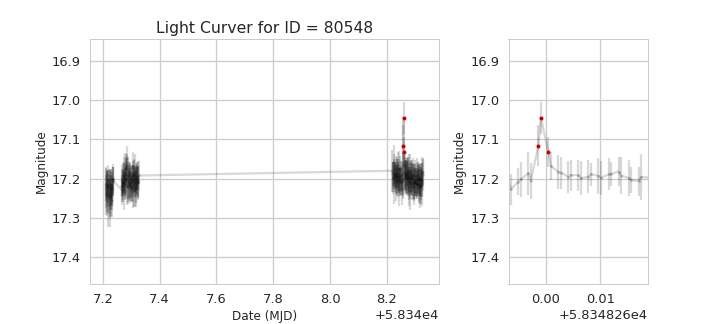 Light Curver for ID = 80548
Magnitude
16.9
17.0
17.1
17.2
17.3
17.4
7.2 7.4 7.6 7.8 8.0 8.2
Date (MJD)
+5.834e4
Magnitude
16.9
17.0
17.1
17.2
17.3
17.4
0.00 0.01
+5.834826e4